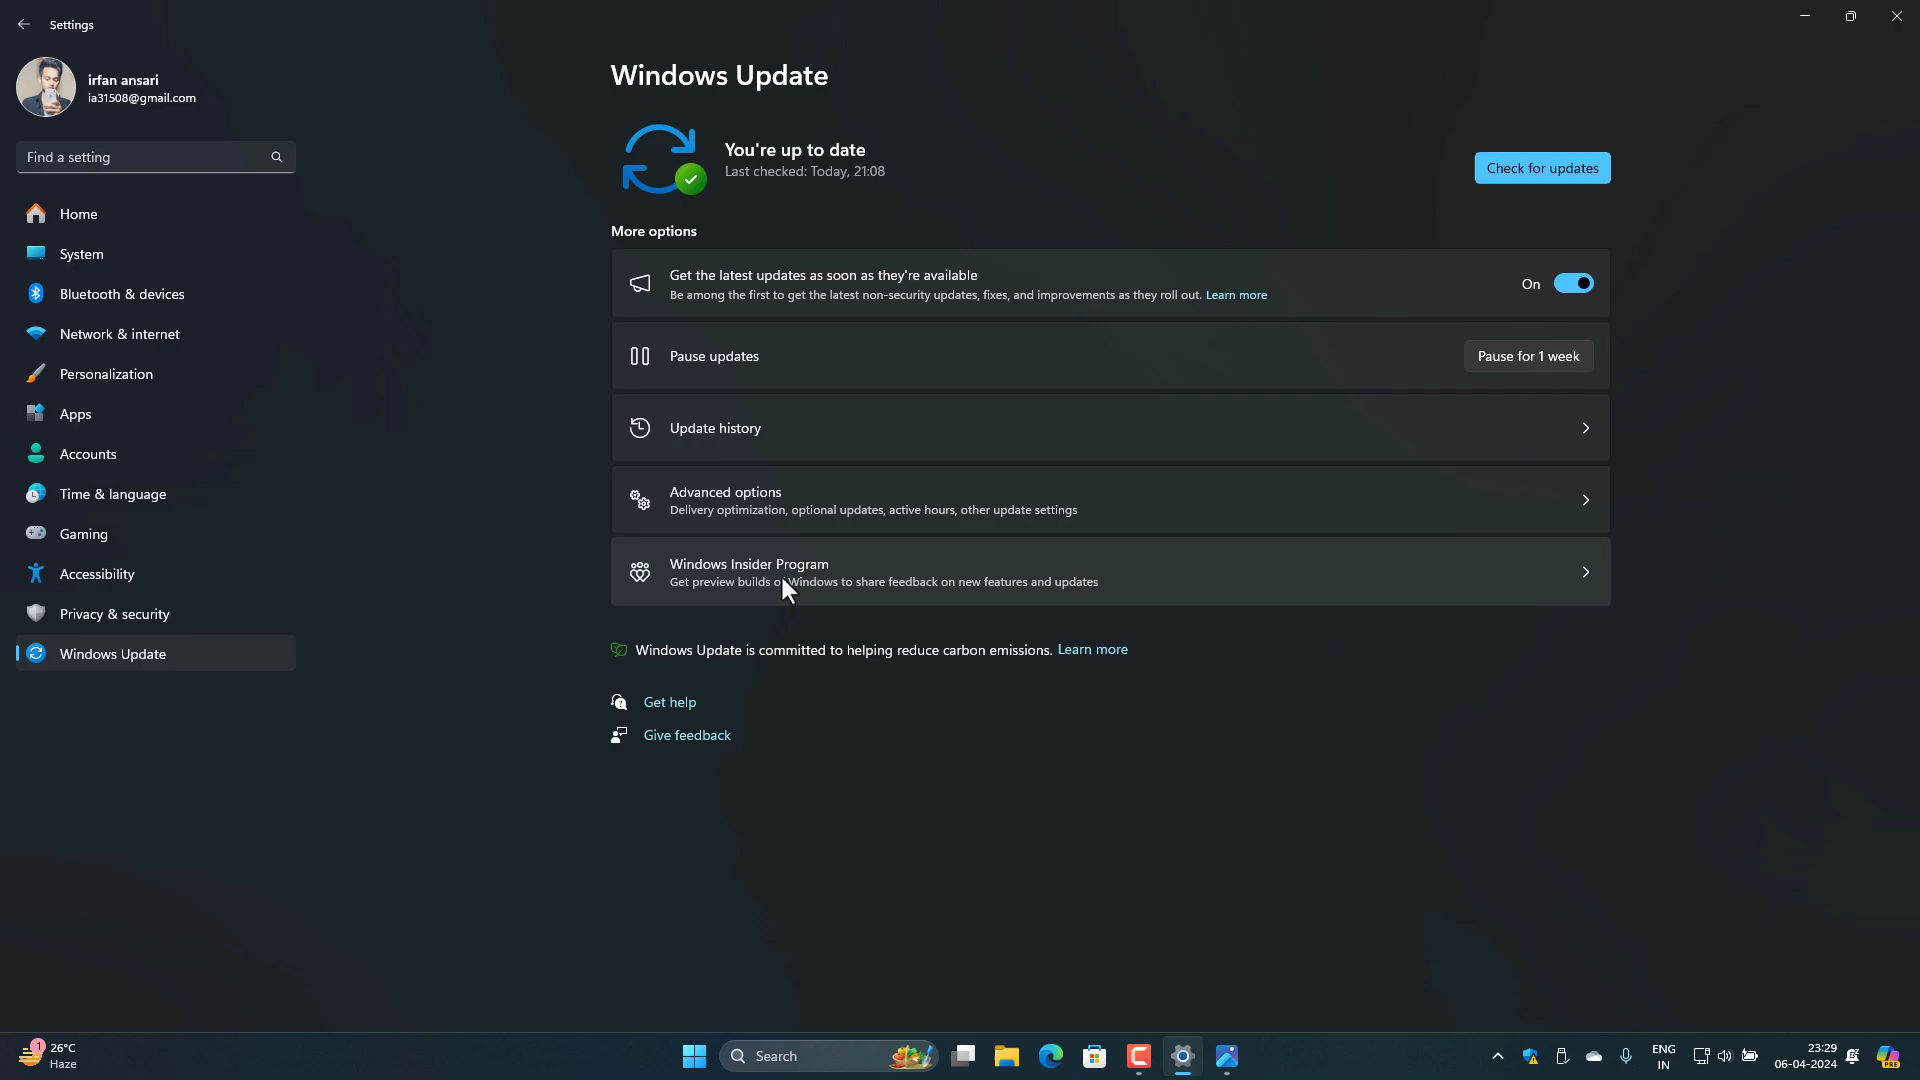 Settings
irfan ansari
ia31508@gmail.com
Find a setting
Home
System
Bluetooth & devices
Network & internet
Personalization
Apps
Accounts
Time & language
Gaming
Accessibility
Privacy & security
Windows Update
Windows Update
You're up to date
Last checked: Today, 21:08
Check for updates
More options
Get the latest updates as soon as they're available
Be among the first to get the latest non-security updates, fixes, and improvements as they roll out. Learn more
On
Pause updates
Pause for 1 week
Update history
Advanced options
Delivery optimization, optional updates, active hours, other update settings
Windows Insider Program
Get preview builds of Windows to share feedback on new features and updates
Windows Update is committed to helping reduce carbon emissions. Learn more
Get help
Give feedback
1
26°C
Haze
Search
ENG
IN
23:29
06-04-2024
PRE